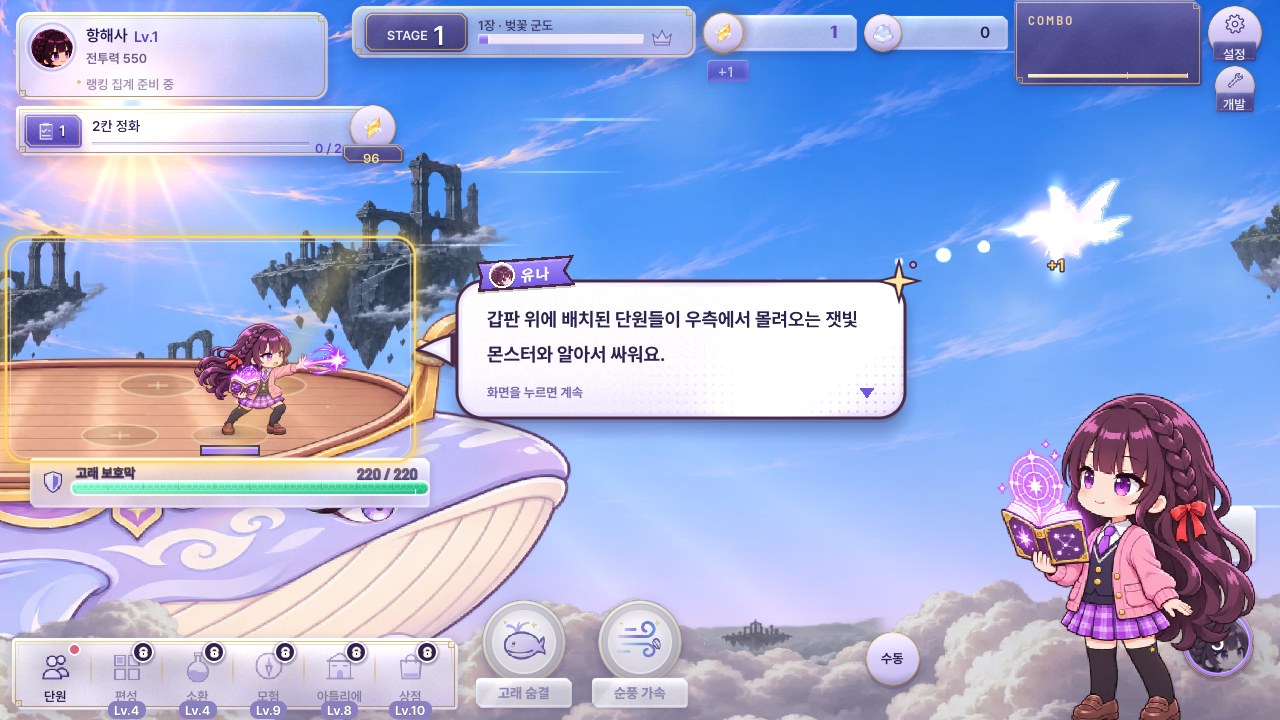 항해사 Lv.1
전투력 550
랭킹 집계 준비 중
STAGE 1
1장 · 벚꽃 군도
1
+1
0
COMBO
설정
개발
1
2칸 정화
0 / 2
96
+1
유나
갑판 위에 배치된 단원들이 우측에서 몰려오는 잿빛
몬스터와 알아서 싸워요.
화면을 누르면 계속
고래 보호막
220 / 220
단원
편성
Lv.4
소환
Lv.4
모험
Lv.9
아틀리에
Lv.8
상점
Lv.10
고래 숨결
순풍 가속
수동